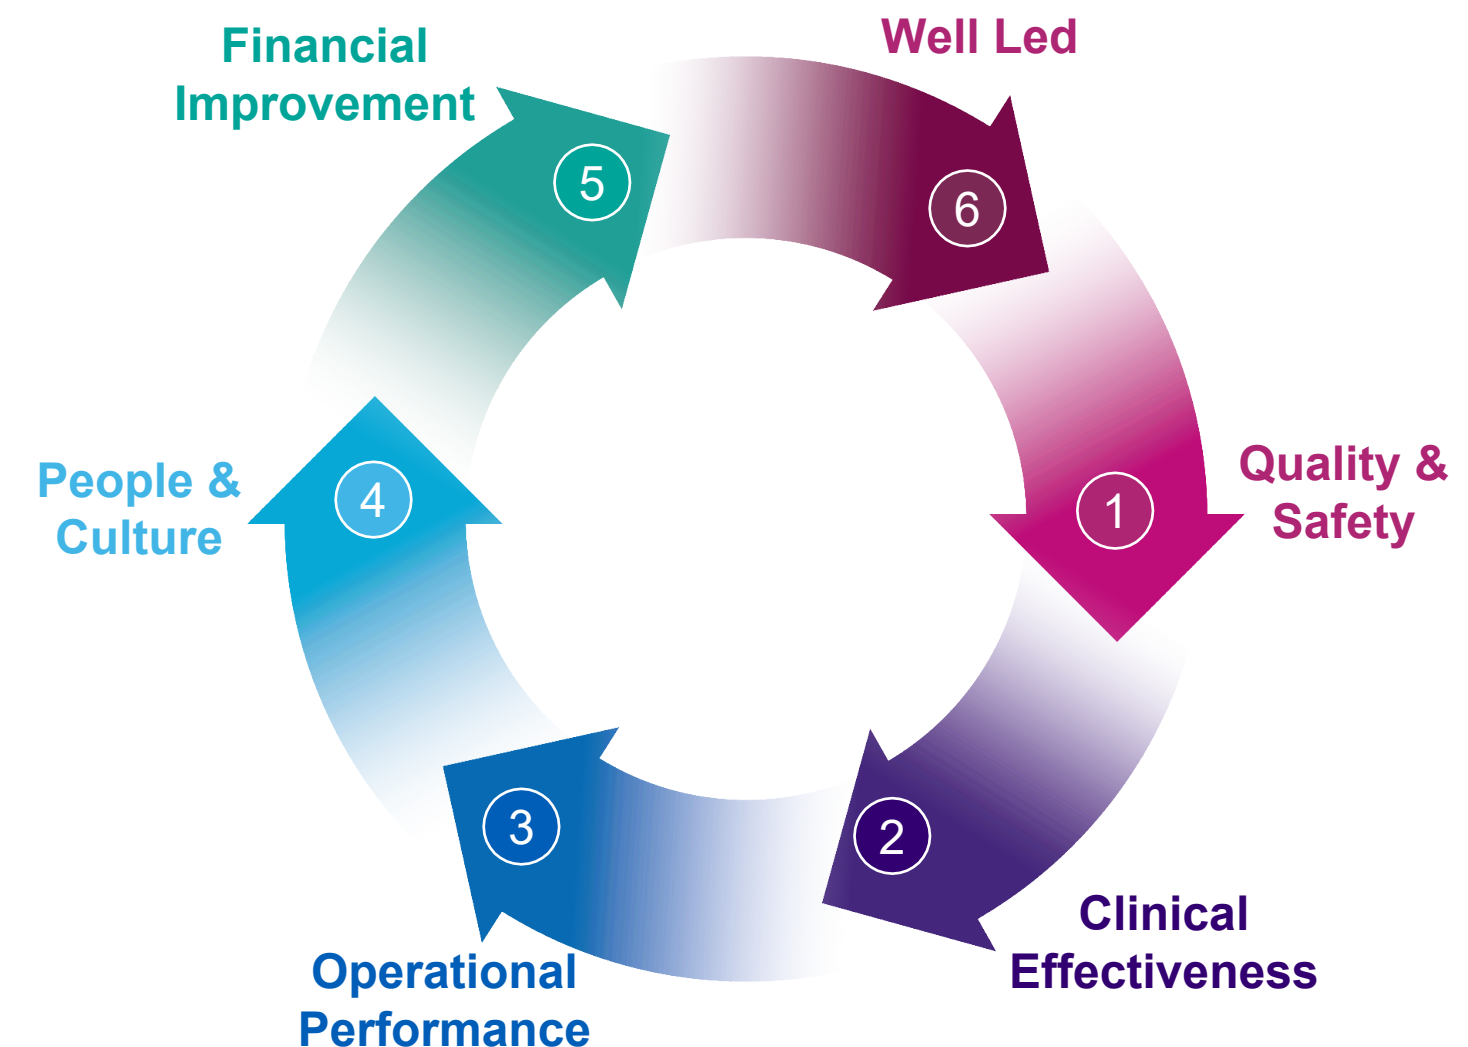 Well Led
6
Quality &
Safety
1
Clinical
Effectiveness
2
Operational
Performance
3
People &
Culture
4
Financial
Improvement
5